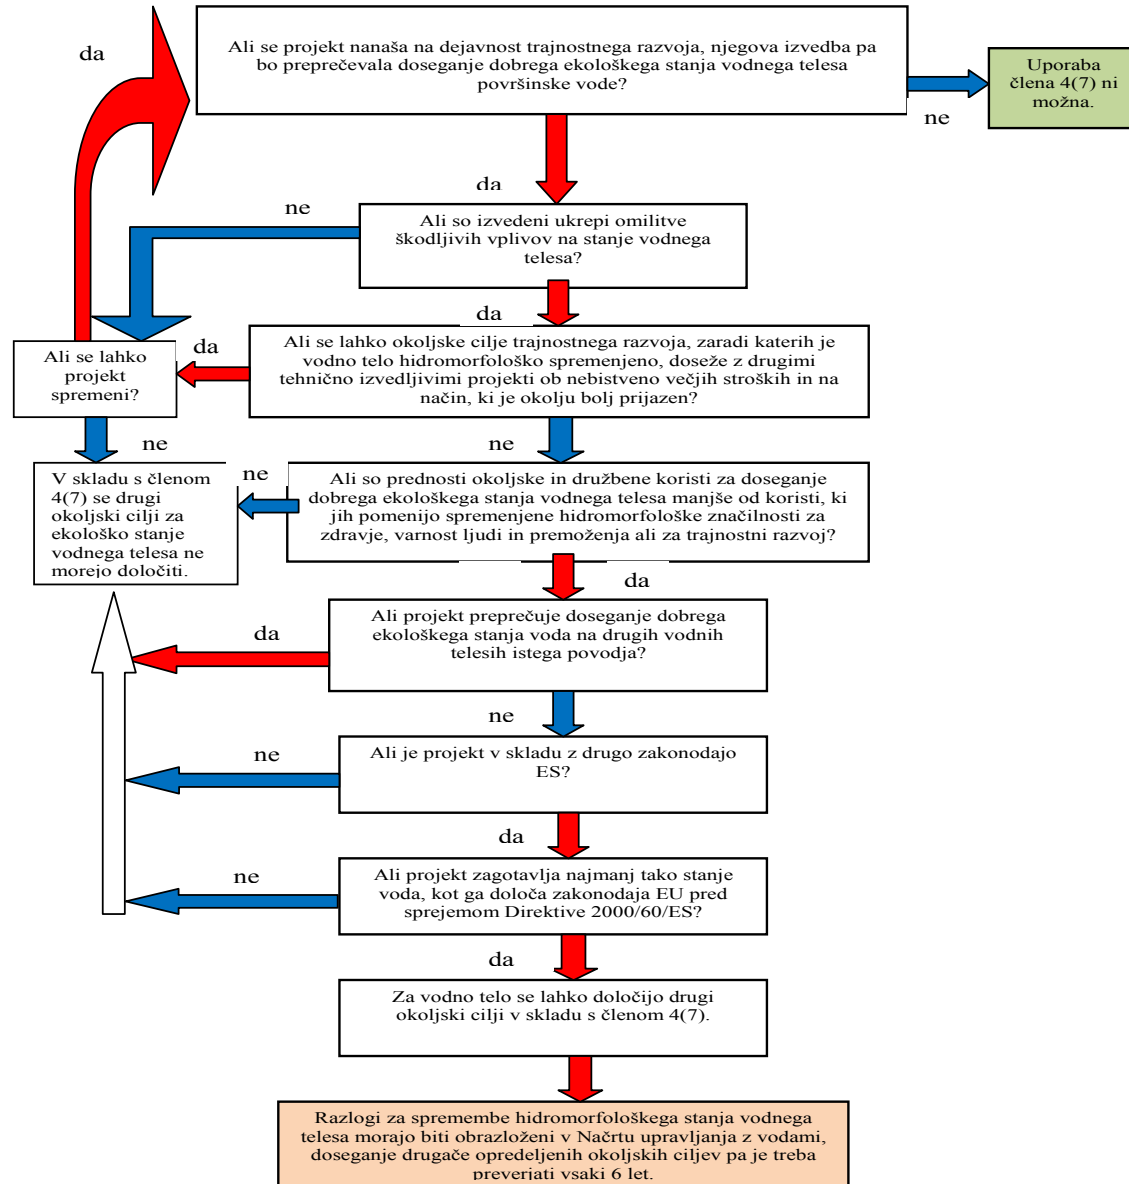 da
Ali se projekt nanaša na dejavnost trajnostnega razvoja, njegova izvedba pa
bo preprečevala doseganje dobrega ekološkega stanja vodnega telesa
površinske vode?
Uporaba
člena 4(7) ni
možna.
ne
da
ne
Ali so izvedeni ukrepi omilitve
škodljivih vplivov na stanje vodnega
telesa?
da
Ali se lahko
projekt
spremeni?
da
Ali se lahko okoljske cilje trajnostnega razvoja, zaradi katerih je
vodno telo hidromorfološko spremenjeno, doseže z drugimi
tehnično izvedljivimi projekti ob nebistveno večjih stroških in na
način, ki je okolju bolj prijazen?
ne
ne
V skladu s členom
4(7) se drugi
okoljski cilji za
ekološko stanje
vodnega telesa ne
morejo določiti.
ne
Ali so prednosti okoljske in družbene koristi za doseganje
dobrega ekološkega stanja vodnega telesa manjše od koristi, ki
jih pomenijo spremenjene hidromorfološke značilnosti za
zdravje, varnost ljudi in premoženja ali za trajnostni razvoj?
da
da
Ali projekt preprečuje doseganje dobrega
ekološkega stanja voda na drugih vodnih
telesih istega povodja?
ne
ne
Ali je projekt v skladu z drugo zakonodajo
ES?
da
ne
Ali projekt zagotavlja najmanj tako stanje
voda, kot ga določa zakonodaja EU pred
sprejemom Direktive 2000/60/ES?
da
Za vodno telo se lahko določijo drugi
okoljski cilji v skladu s členom 4(7).
Razlogi za spremembe hidromorfološkega stanja vodnega
telesa morajo biti obrazloženi v Načrtu upravljanja z vodami,
doseganje drugače opredeljenih okoljskih ciljev pa je treba
preverjati vsaki 6 let.